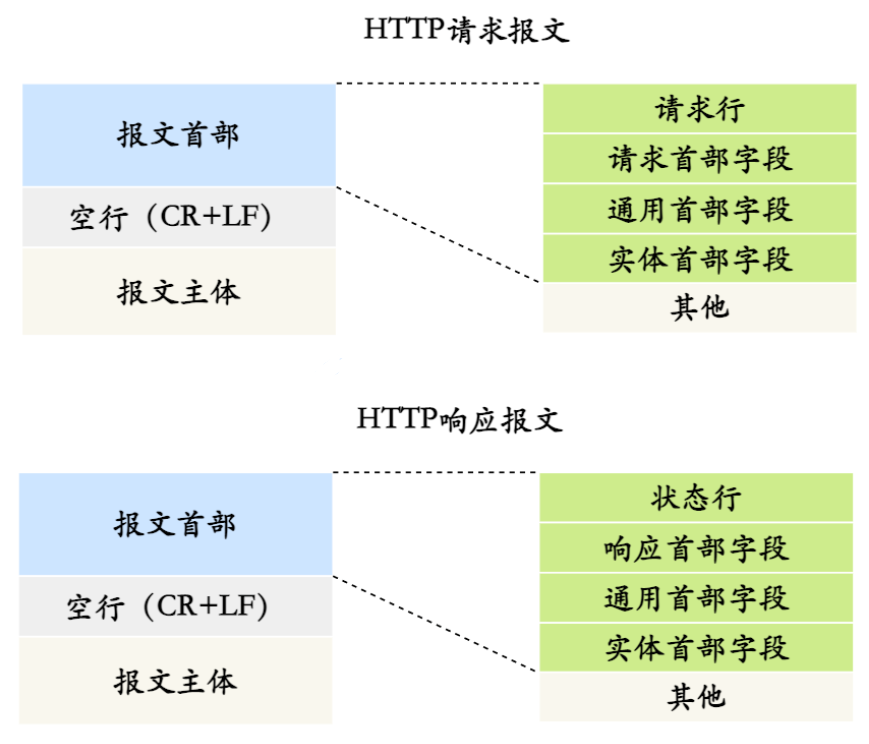 HTTP请求报文
报文首部
空行（CR+LF）
报文主体
请求行
请求首部字段
通用首部字段
实体首部字段
其他
HTTP响应报文
报文首部
空行（CR+LF）
报文主体
状态行
响应首部字段
通用首部字段
实体首部字段
其他